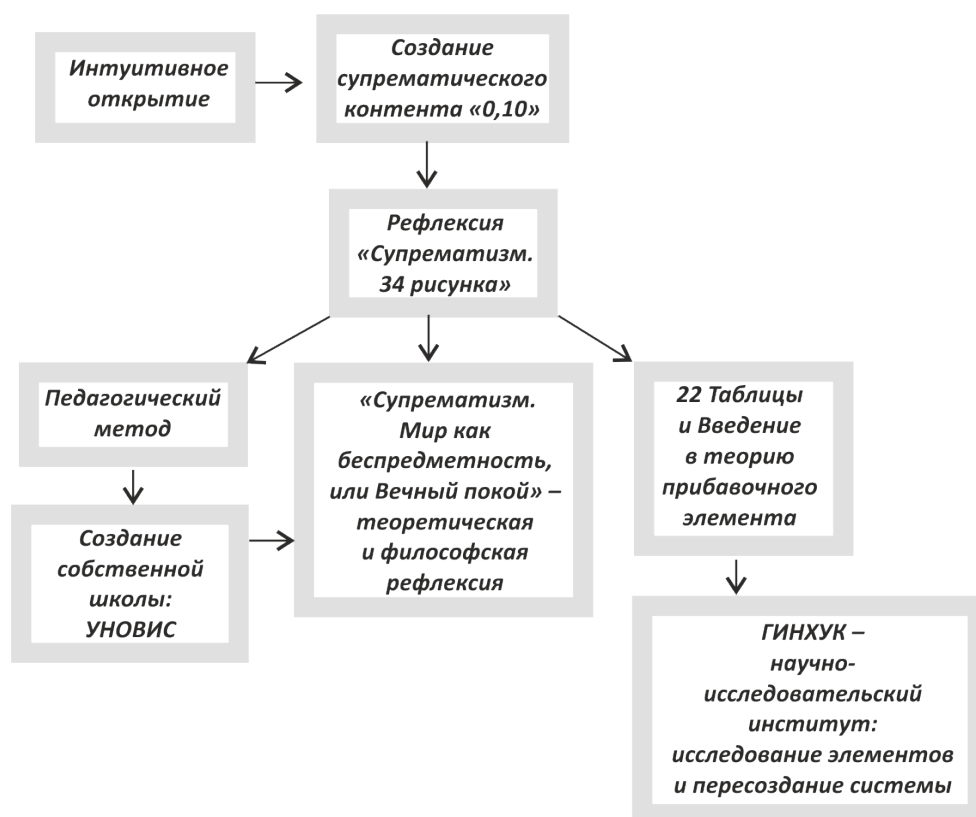 Интуитивное
открытие
Создание
супрематического
контента «0,10»
Рефлексия
«Супрематизм.
34 рисунка»
Педагогический
метод
«Супрематизм.
Мир как
беспредметность,
или Вечный покой» –
теоретическая
и философская
рефлексия
22 Таблицы
и Введение
в теорию
прибавочного
элемента
Создание
собственной
школы:
УНОВИС
ГИНХУК –
научно-
исследовательский
институт:
исследование элементов
и пересоздание системы